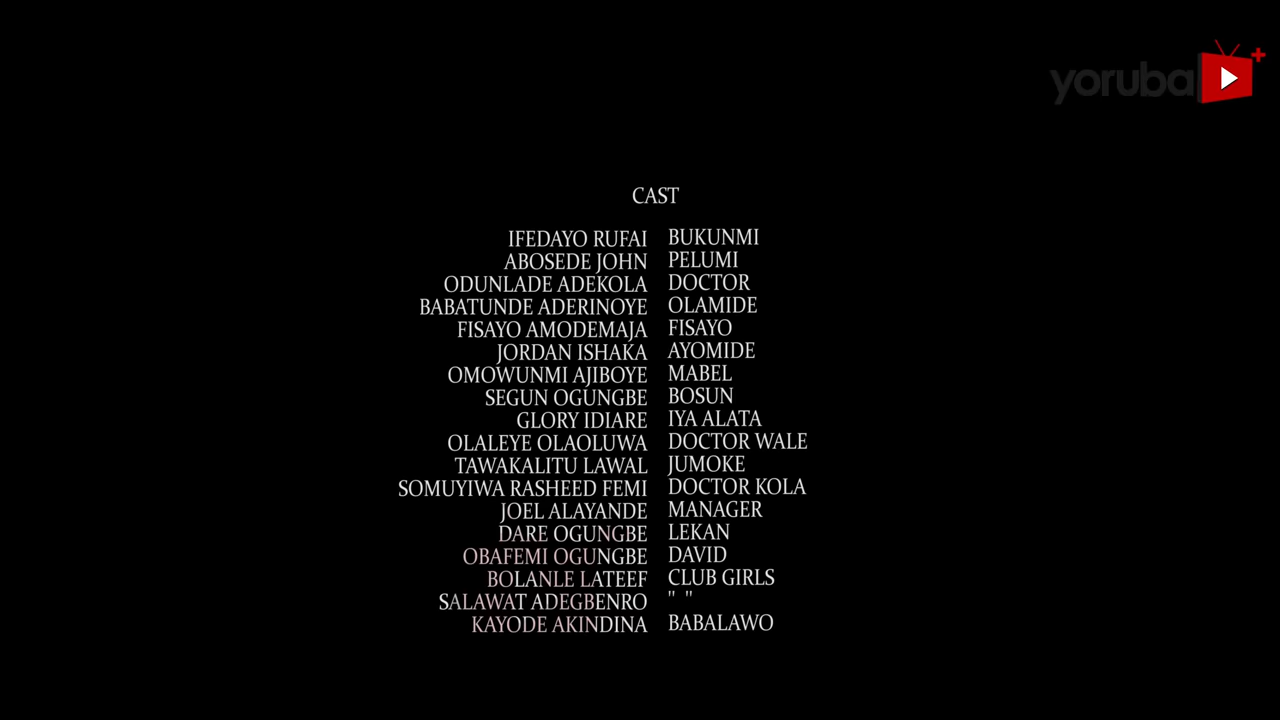 yoruba
CAST
IFEDAYO RUFAI BUKUNMI
ABOSEDE JOHN PELUMI
ODUNLADE ADEKOLA DOCTOR
BABATUNDE ADERINOYE OLAMIDE
FISAYO AMODEMAJA FISAYO
JORDAN ISHAKA AYOMIDE
OMOWUNMI AJIBOYE MABEL
SEGUN OGUNGBE BOSUN
GLORY IDIARE IYA ALATA
OLALEYE OLAOLUWA DOCTOR WALE
TAWAKALITU LAWAL JUMOKE
SOMUYIWA RASHEED FEMI DOCTOR KOLA
JOEL ALAYANDE MANAGER
DARE OGUNGBE LEKAN
OBAFEMI OGUNGBE DAVID
BOLANLE LATEEF CLUB GIRLS
SALAWAT ADEGBENRO " "
KAYODE AKINDINA BABALAWO